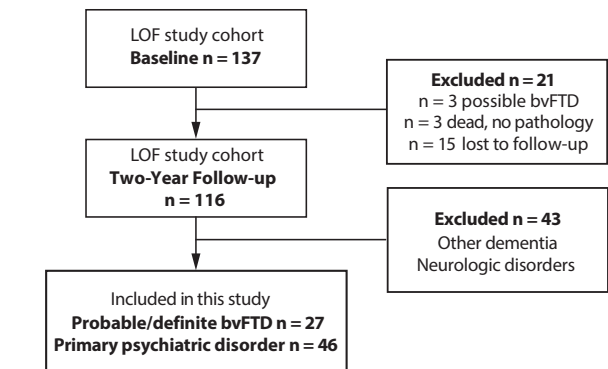 LOF study cohort
Baseline n = 137
Excluded n = 21
n = 3 possible bvFTD
n = 3 dead, no pathology
n = 15 lost to follow-up
LOF study cohort
Two-Year Follow-up
n = 116
Excluded n = 43
Other dementia
Neurologic disorders
Included in this study
Probable/definite bvFTD n = 27
Primary psychiatric disorder n = 46